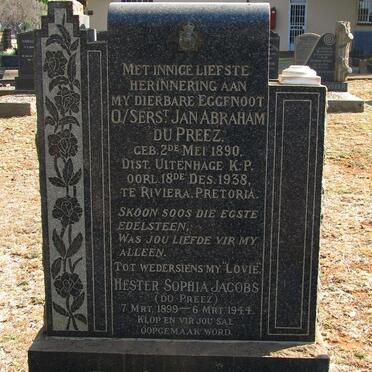 MET INNIGE LIEFSTE
HERINNERING AAN
MY DIERBARE EGGENOOT
O/SERST. JAN ABRAHAM
DU PREEZ,
GEB. 2DE MEI 1890,
DIST. UITENHAGE K.P.
OORL. 18DE DES. 1938,
TE RIVIERA, PRETORIA.
SKOON SOOS DIE EGSTE
EDELSTEEN,
WAS JOU LIEFDE VIR MY
ALLEEN.
TOT WEDERSIENS MY "LOVIE"
HESTER SOPHIA JACOBS
(DU PREEZ)
7 MRT. 1899 – 6 MRT. 1944.
KLOP EN VIR JOU SAL
OOPGEMAAK WORD.